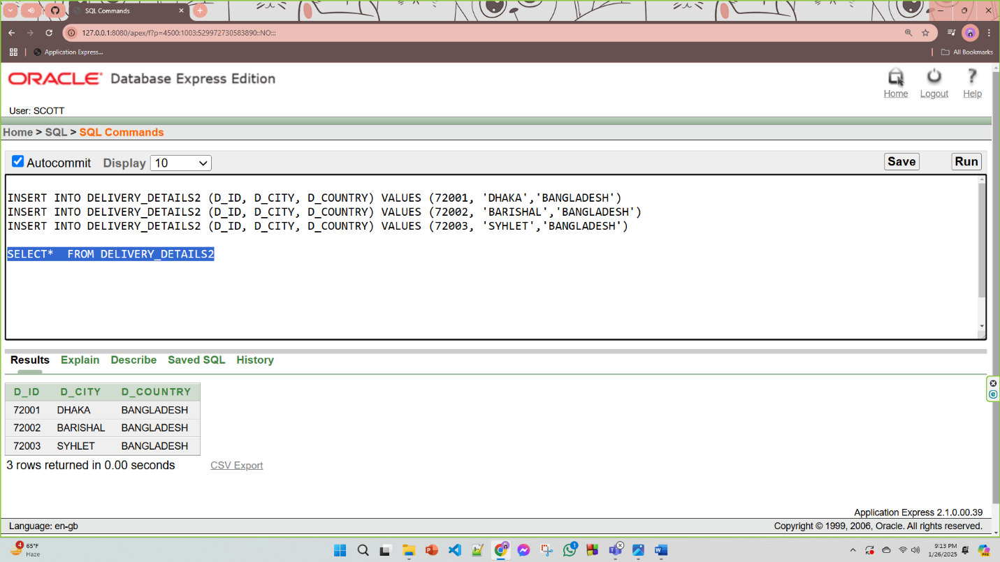 SQL Commands
127.0.0.1:8080/apex/f?p=4500:1003:529972730583890::NO:::
Application Express...
All Bookmarks
ORACLE Database Express Edition
Home Logout Help
User: SCOTT
Home > SQL > SQL Commands
Autocommit Display 10 Save Run
INSERT INTO DELIVERY_DETAILS2 (D_ID, D_CITY, D_COUNTRY) VALUES (72001, 'DHAKA','BANGLADESH')
INSERT INTO DELIVERY_DETAILS2 (D_ID, D_CITY, D_COUNTRY) VALUES (72002, 'BARISHAL','BANGLADESH')
INSERT INTO DELIVERY_DETAILS2 (D_ID, D_CITY, D_COUNTRY) VALUES (72003, 'SYHLET','BANGLADESH')
SELECT*  FROM DELIVERY_DETAILS2
Results Explain Describe Saved SQL History
D_ID D_CITY D_COUNTRY
72001 DHAKA BANGLADESH
72002 BARISHAL BANGLADESH
72003 SYHLET BANGLADESH
3 rows returned in 0.00 seconds CSV Export
Application Express 2.1.0.00.39
Language: en-gb Copyright © 1999, 2006, Oracle. All rights reserved.
4 65°F 1 9:13 PM
Haze 1/26/2025 PRE